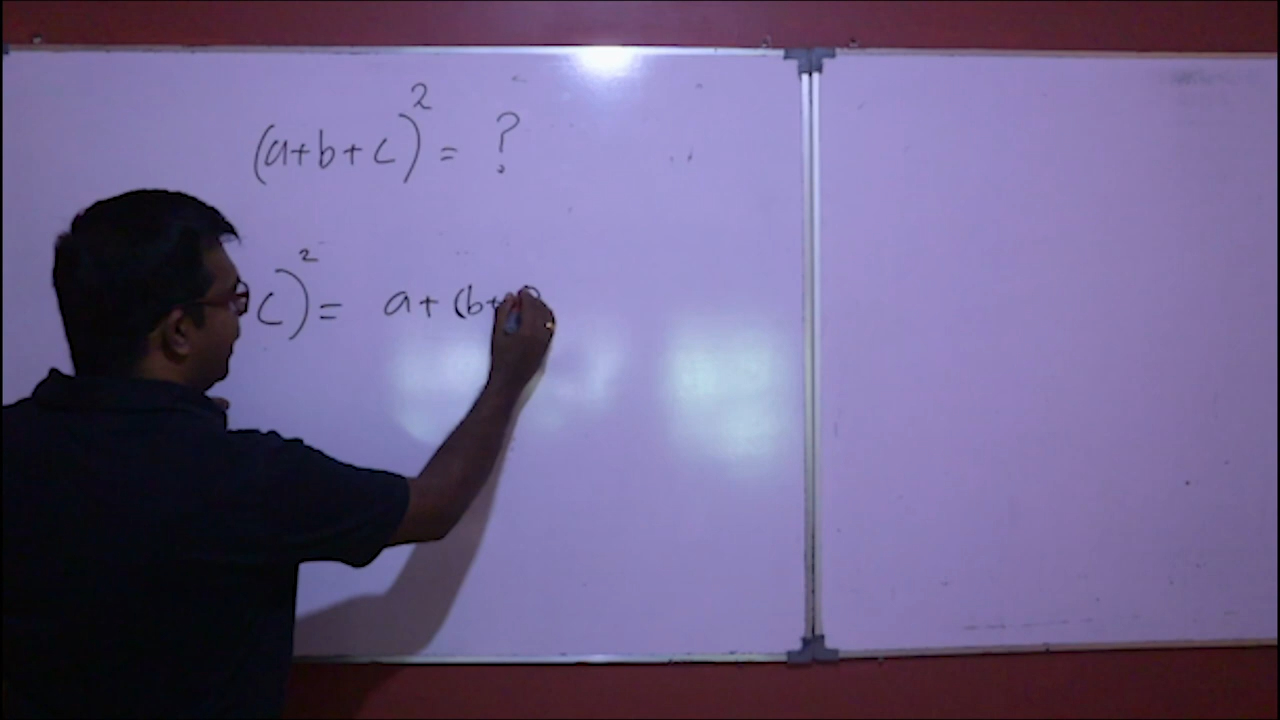 (a+b+c)² = ?
c)² = a+(b+